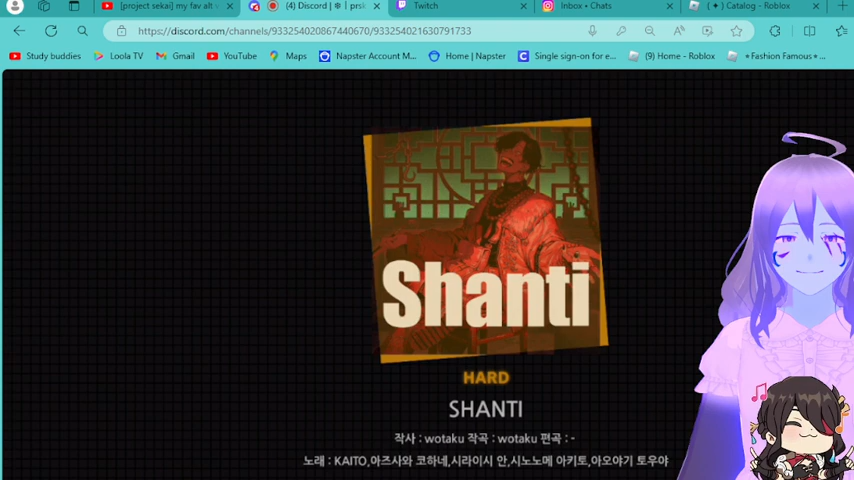 [project sekai] my fav alt v
(4) Discord | ❄ | prsk
Twitch
Inbox • Chats
( ✦ ) Catalog - Roblox
https://discord.com/channels/933254020867440670/933254021630791733
Study buddies
Loola TV
Gmail
YouTube
Maps
Napster Account M...
Home | Napster
Single sign-on for e...
(9) Home - Roblox
⭑Fashion Famous⭑...
Shanti
HARD
SHANTI
작사 : wotaku 작곡 : wotaku 편곡 : -
노래 : KAITO,아즈사와 코하네,시라이시 안,시노노메 아키토,아오야기 토우야